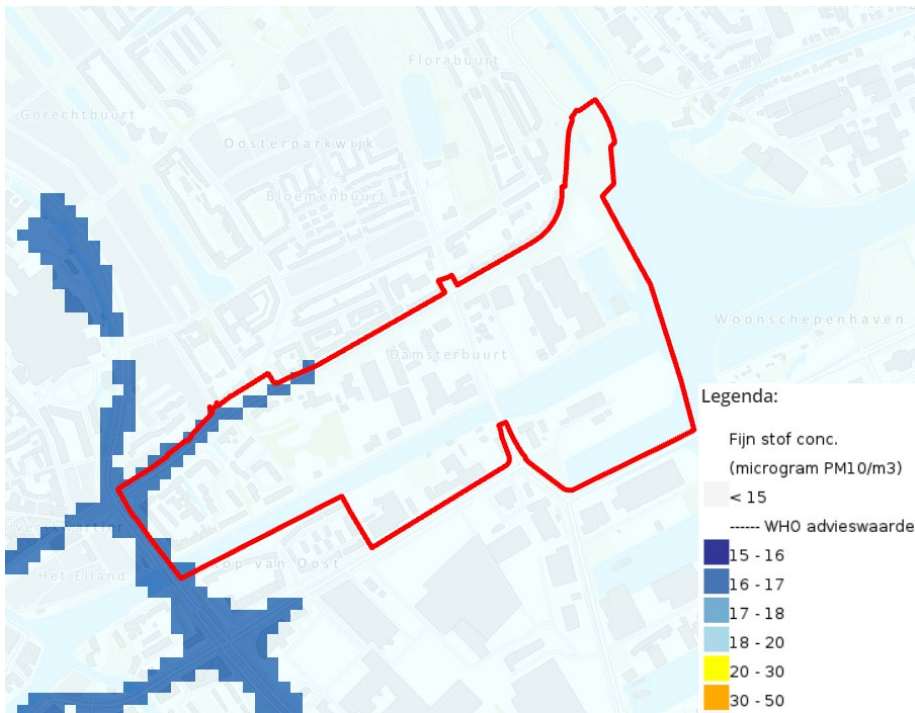 Florabuurt
Gorechtbuurt
Oosterparkwijk
Bloemenbuurt
Woonschepenhaven
Damsterbuurt
Het Eiland
Legenda:
Fijn stof conc.
(microgram PM10/m3)
< 15
------ WHO advieswaarde
15 - 16
16 - 17
17 - 18
18 - 20
20 - 30
30 - 50